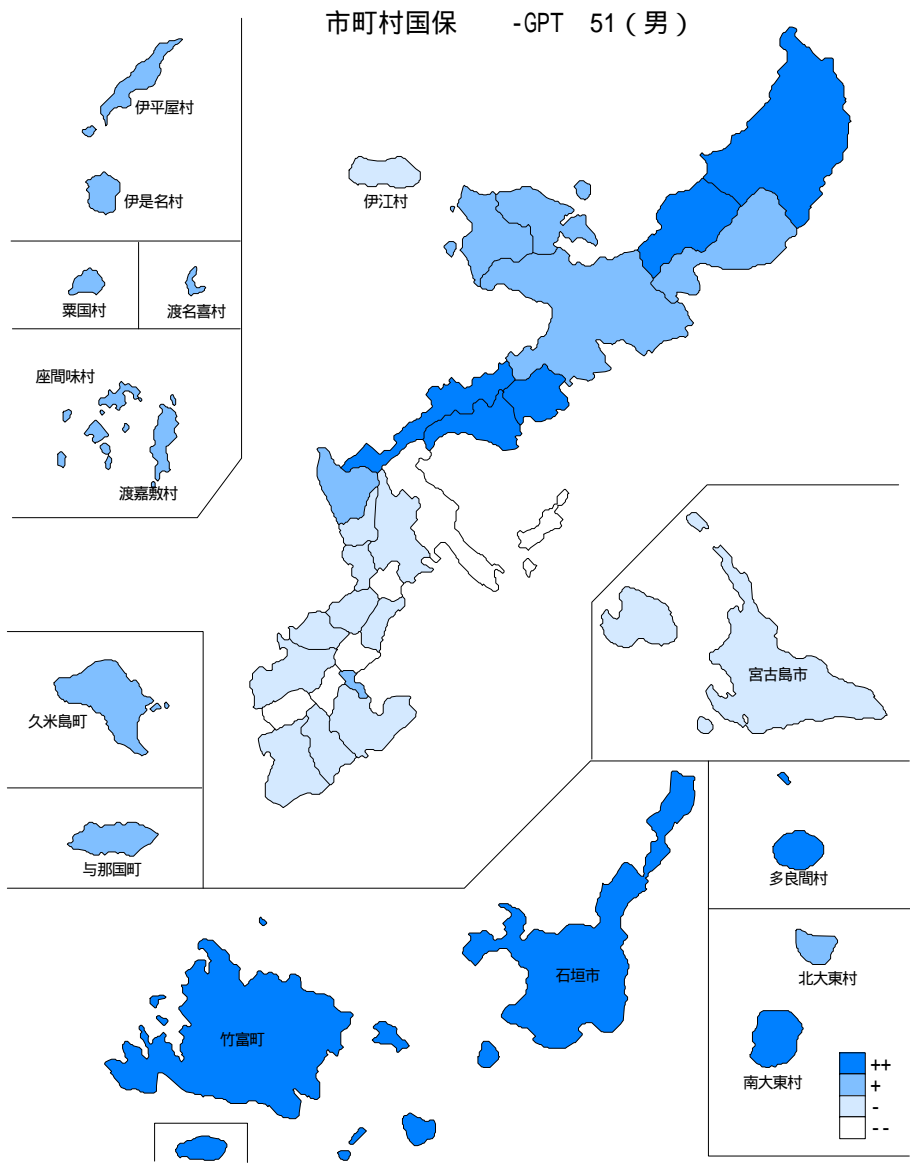 市町村国保 -GPT 51（男）
伊平屋村
伊是名村
伊江村
粟国村
渡名喜村
座間味村
渡嘉敷村
宮古島市
久米島町
与那国町
多良間村
石垣市
北大東村
竹富町
南大東村
++
+
-
--